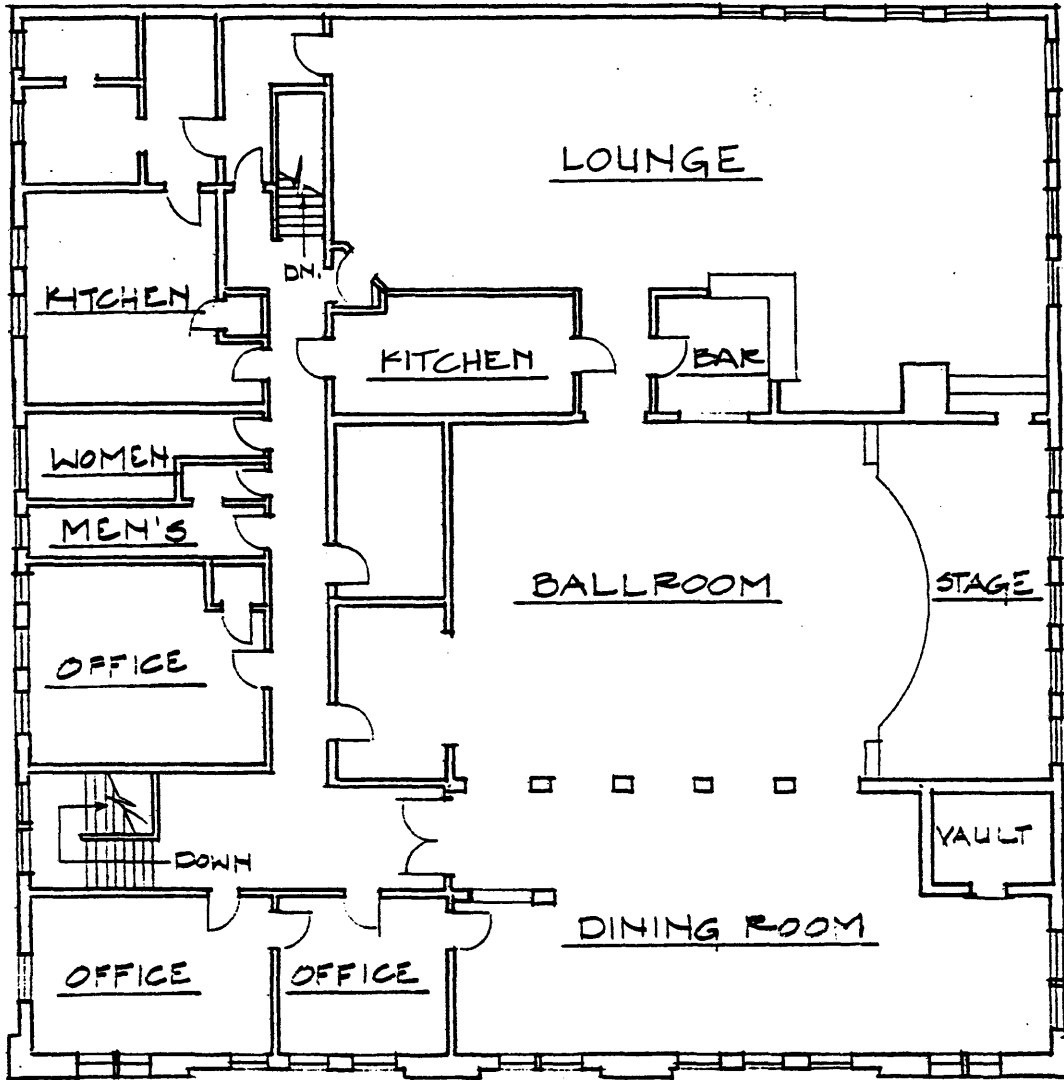 LOUNGE
DN.
KITCHEN
KITCHEN
BAR
WOMEN
MEN'S
BALLROOM
STAGE
OFFICE
VAULT
DOWN
DINING ROOM
OFFICE
OFFICE